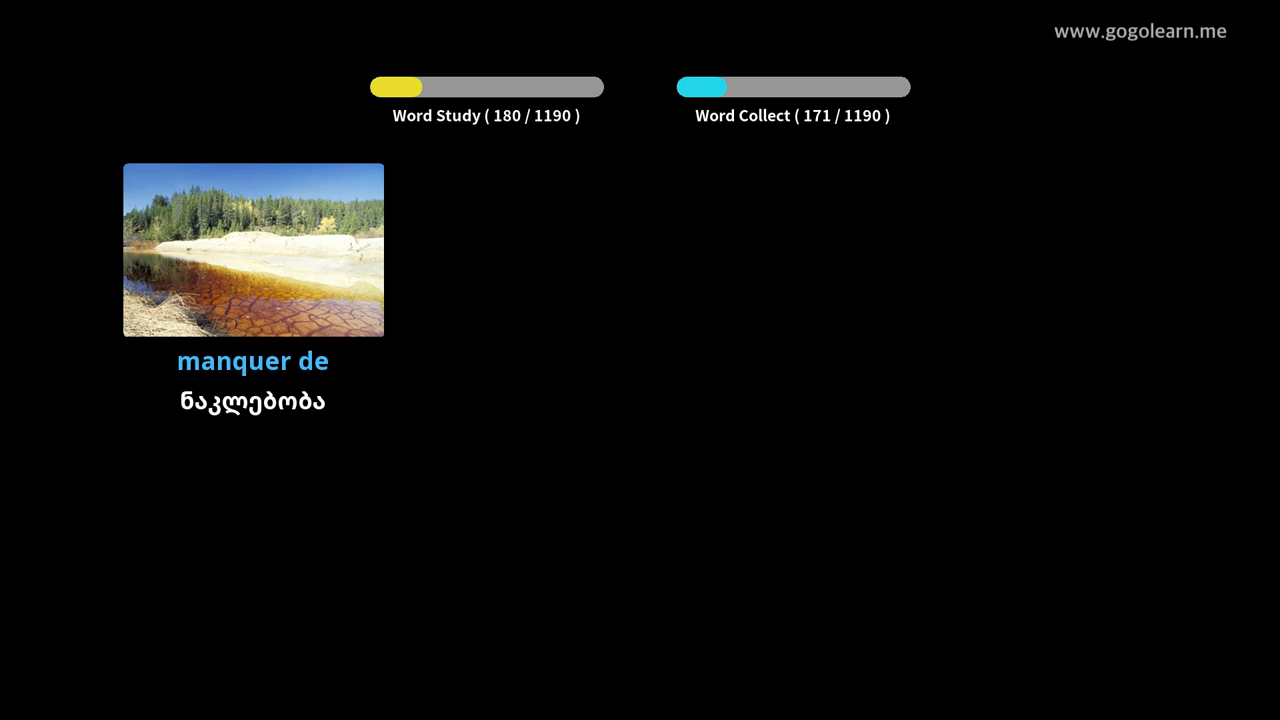 www.gogolearn.me
Word Study ( 180 / 1190 )
Word Collect ( 171 / 1190 )
manquer de
ნაკლებობა